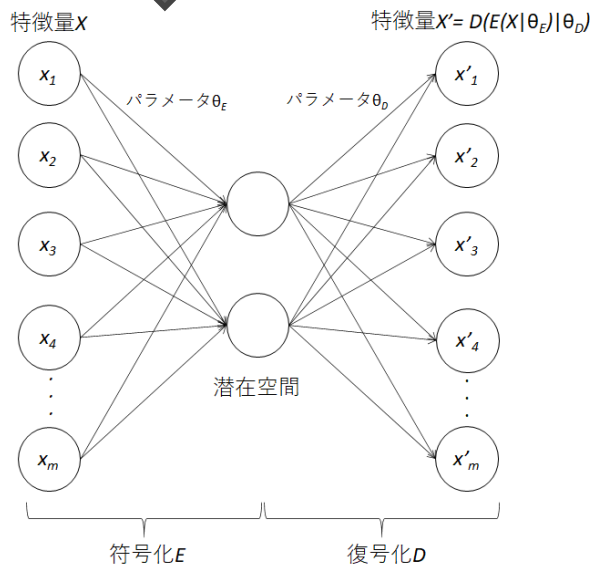 特徴量X
特徴量X'= D(E(X|θE)|θD)
パラメータθE
パラメータθD
x1
x'1
x2
x'2
x3
x'3
x4
x'4
潜在空間
xm
x'm
符号化E
復号化D